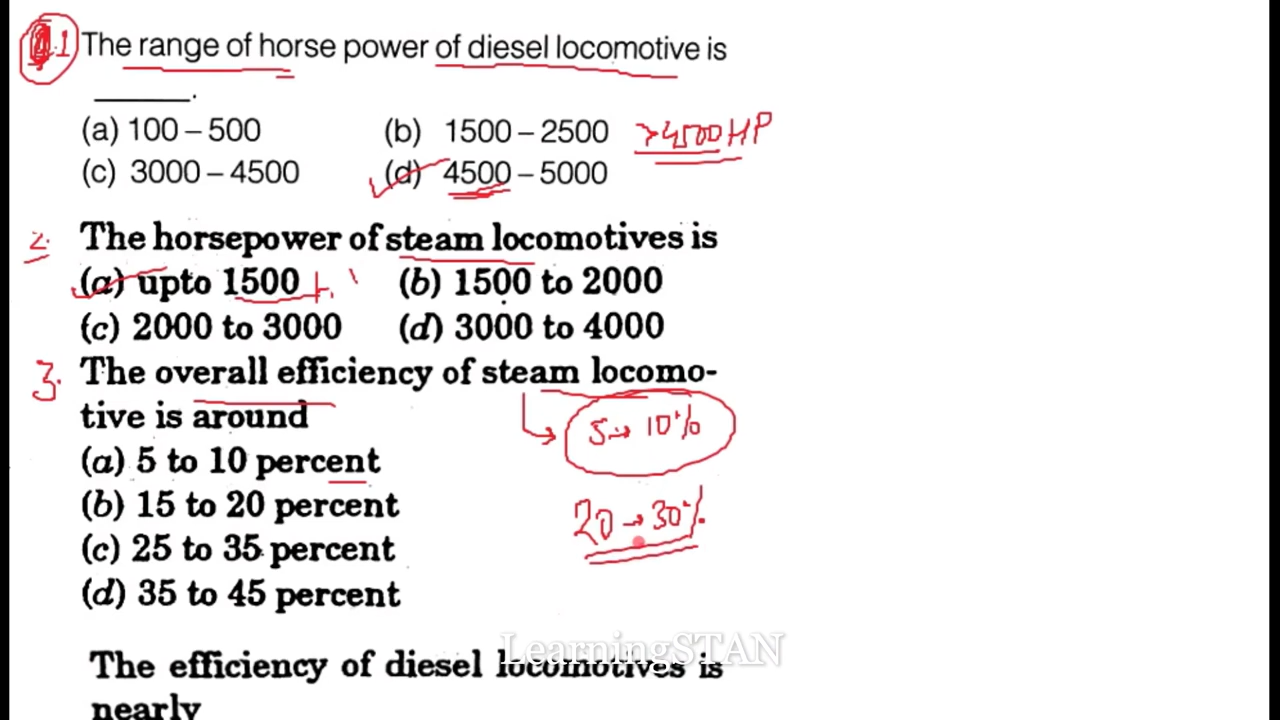 Q.1 The range of horse power of diesel locomotive is
______.
(a) 100 – 500 (b) 1500 – 2500 >4500 HP
(c) 3000 – 4500 (d) 4500 – 5000
2. The horsepower of steam locomotives is
(a) upto 1500 (b) 1500 to 2000
(c) 2000 to 3000 (d) 3000 to 4000
3. The overall efficiency of steam locomo-
tive is around
5 → 10%
(a) 5 to 10 percent
(b) 15 to 20 percent
20 → 30%
(c) 25 to 35 percent
(d) 35 to 45 percent
LearningSTAN
The efficiency of diesel locomotives is
nearly